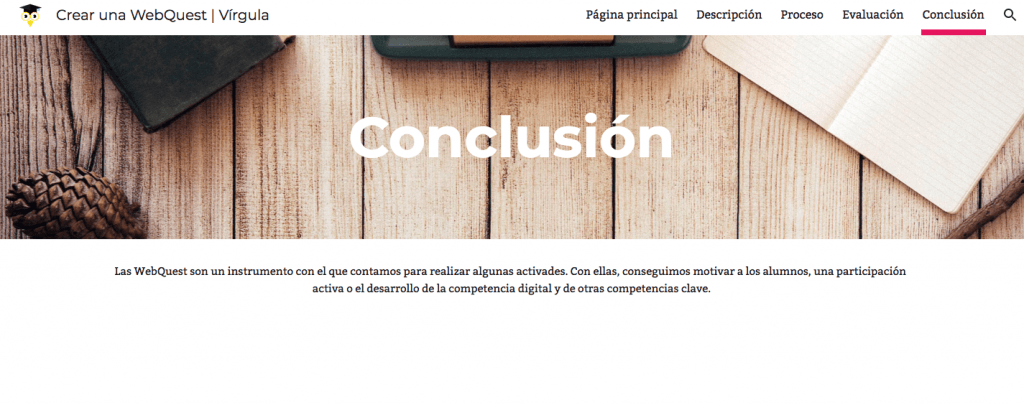 Crear una WebQuest | Vírgula
Página principal Descripción Proceso Evaluación Conclusión
Conclusión
Las WebQuest son un instrumento con el que contamos para realizar algunas activades. Con ellas, conseguimos motivar a los alumnos, una participación
activa o el desarrollo de la competencia digital y de otras competencias clave.